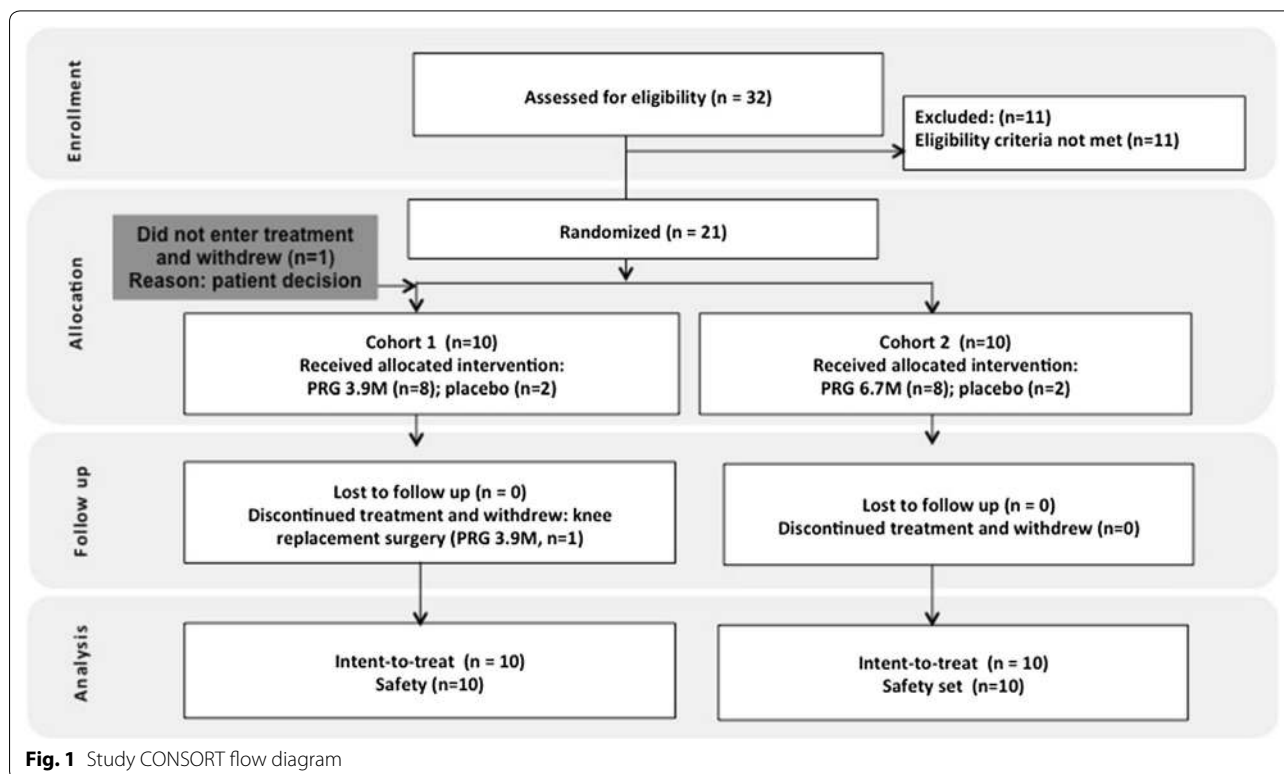 Enrollment
Assessed for eligibility (n = 32)
Excluded: (n=11)
Eligibility criteria not met (n=11)
Allocation
Randomized (n = 21)
Did not enter treatment
and withdrew (n=1)
Reason: patient decision
Cohort 1 (n=10)
Received allocated intervention:
PRG 3.9M (n=8); placebo (n=2)
Cohort 2 (n=10)
Received allocated intervention:
PRG 6.7M (n=8); placebo (n=2)
Follow up
Lost to follow up (n = 0)
Discontinued treatment and withdrew: knee
replacement surgery (PRG 3.9M, n=1)
Lost to follow up (n = 0)
Discontinued treatment and withdrew (n=0)
Analysis
Intent-to-treat (n = 10)
Safety (n=10)
Intent-to-treat (n = 10)
Safety set (n=10)
Fig. 1 Study CONSORT flow diagram